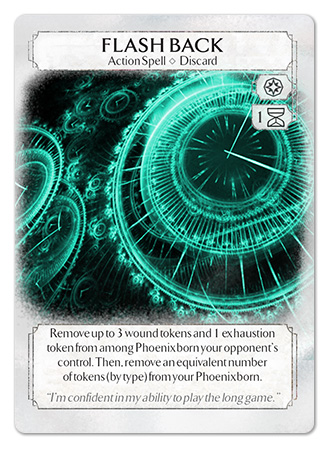 FLASH BACK
Action Spell ◇ Discard
1
Remove up to 3 wound tokens and 1 exhaustion
token from among Phoenixborn your opponent's
control. Then, remove an equivalent number
of tokens (by type) from your Phoenixborn.
"I'm confident in my ability to play the long game."